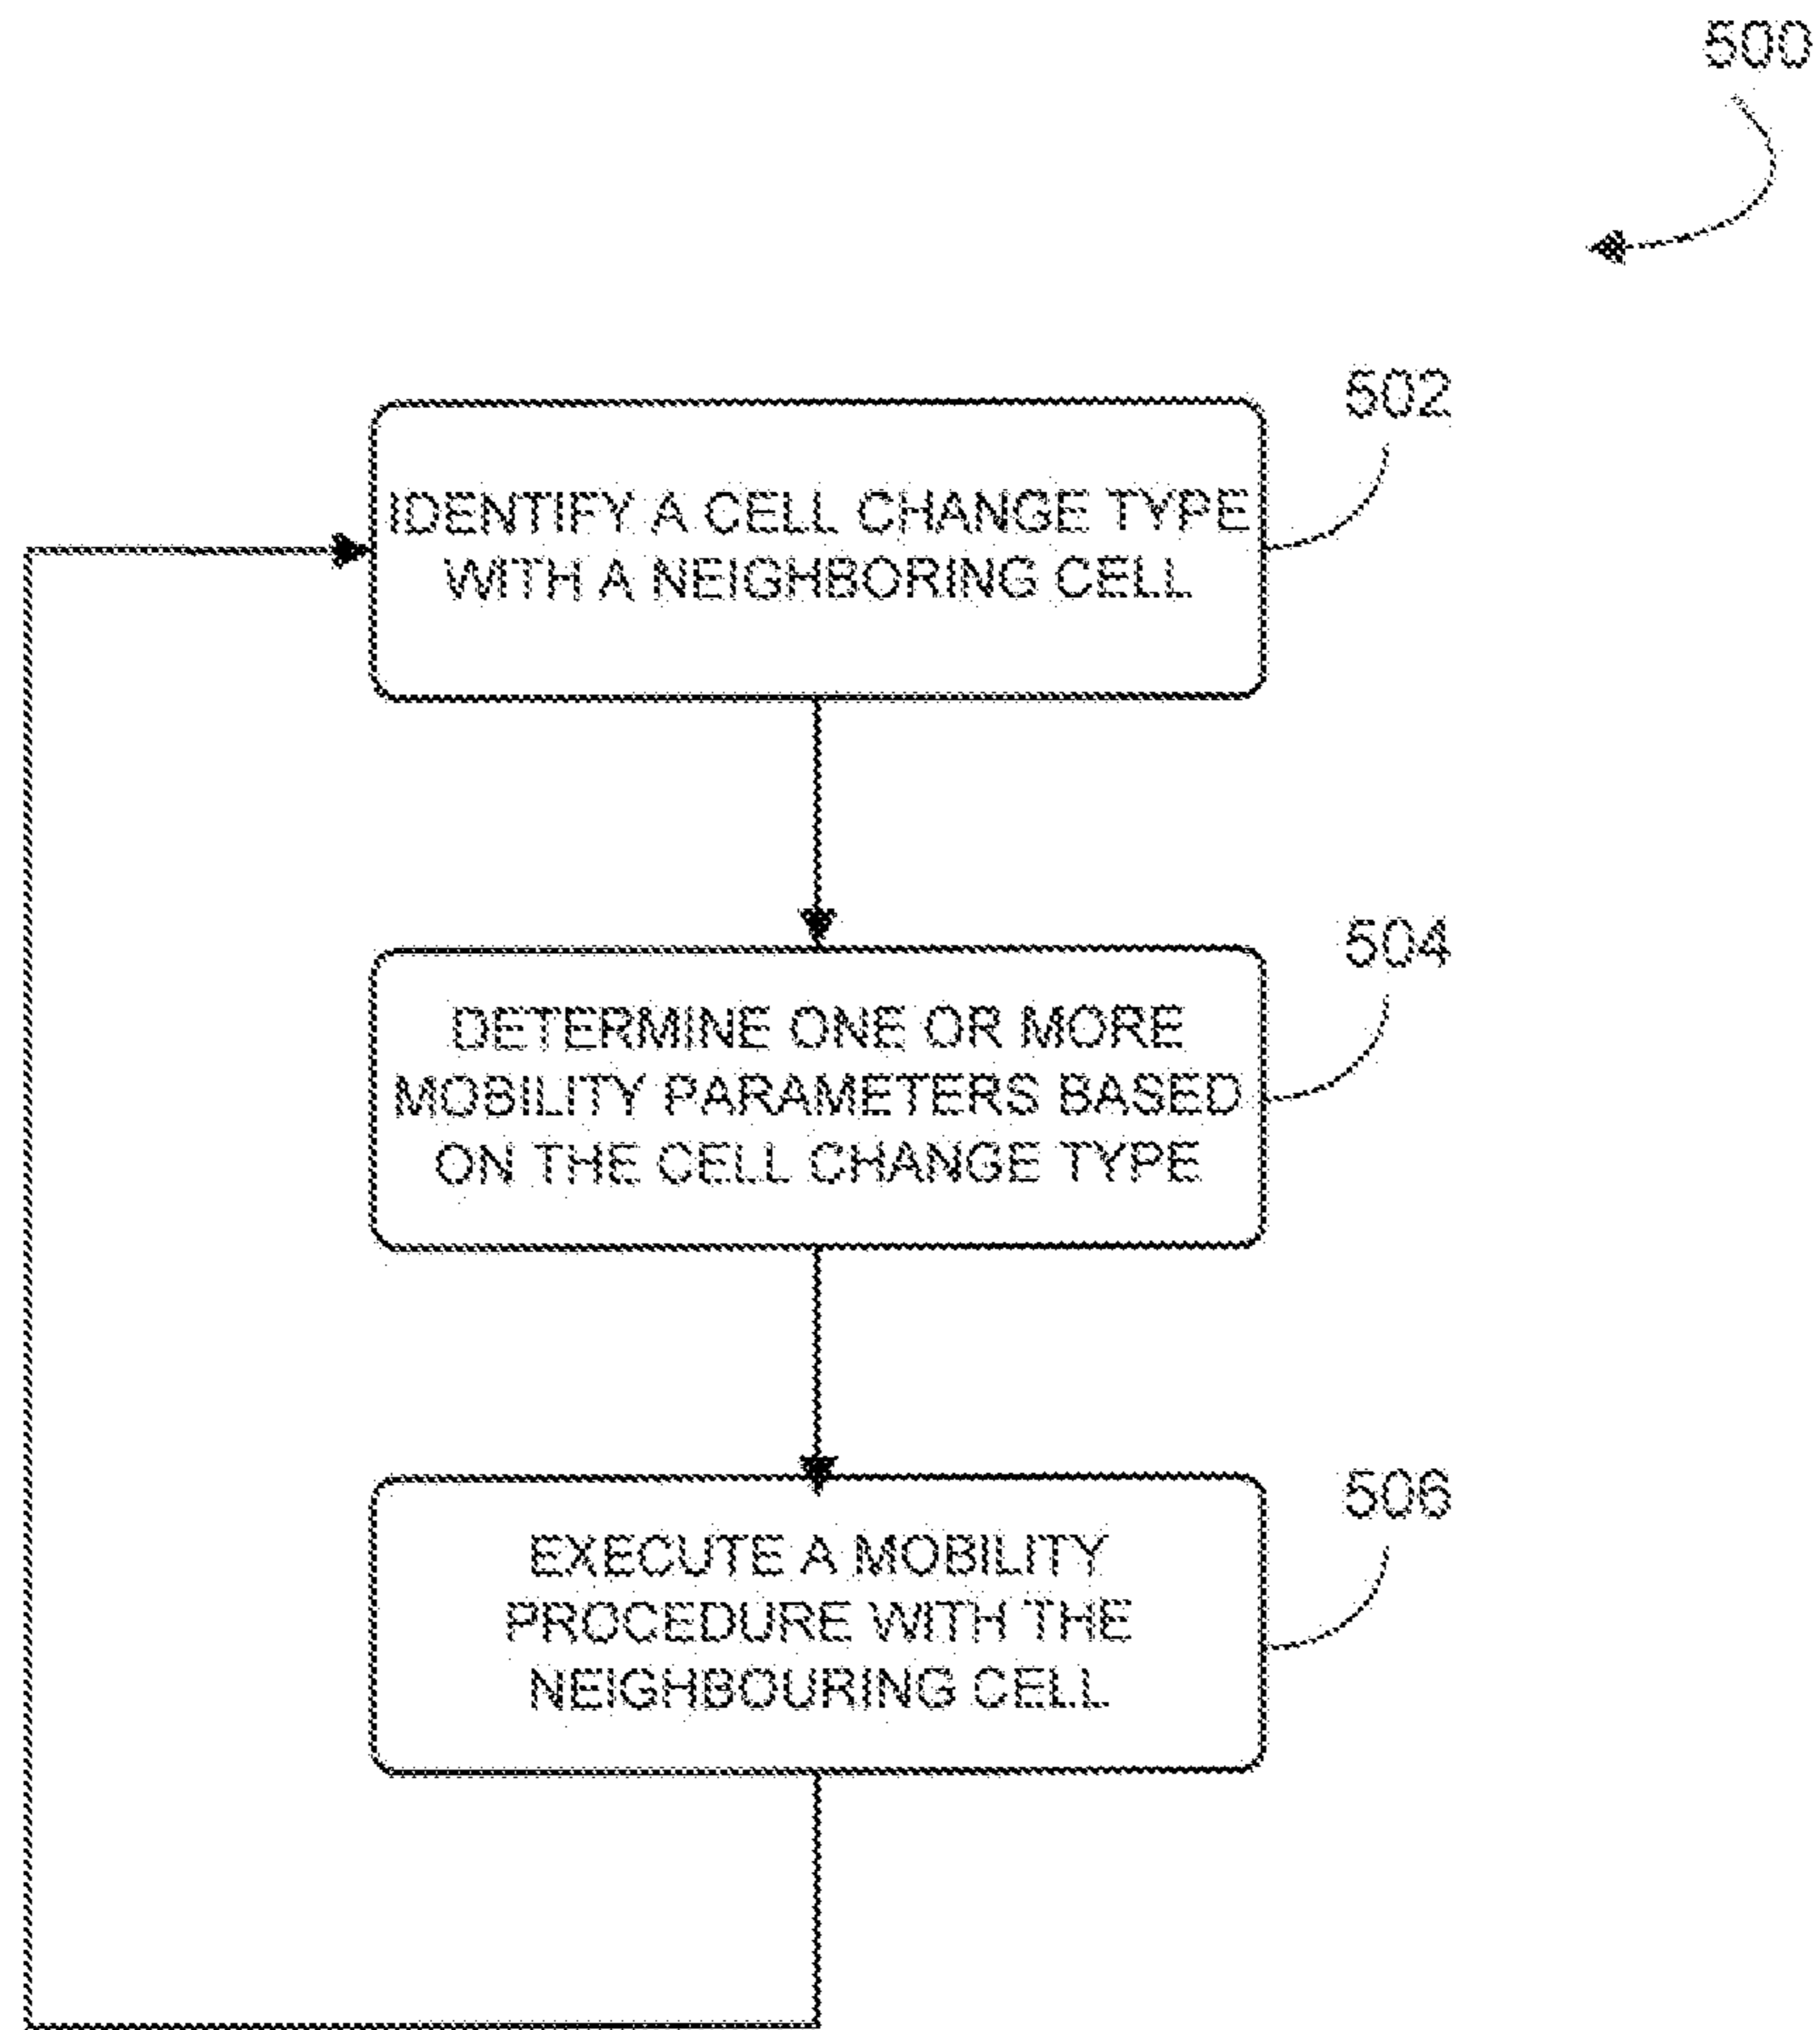 500
502
IDENTIFY A CELL CHANGE TYPE
WITH A NEIGHBORING CELL
504
DETERMINE ONE OR MORE
MOBILITY PARAMETERS BASED
ON THE CELL CHANGE TYPE
506
EXECUTE A MOBILITY
PROCEDURE WITH THE
NEIGHBOURING CELL